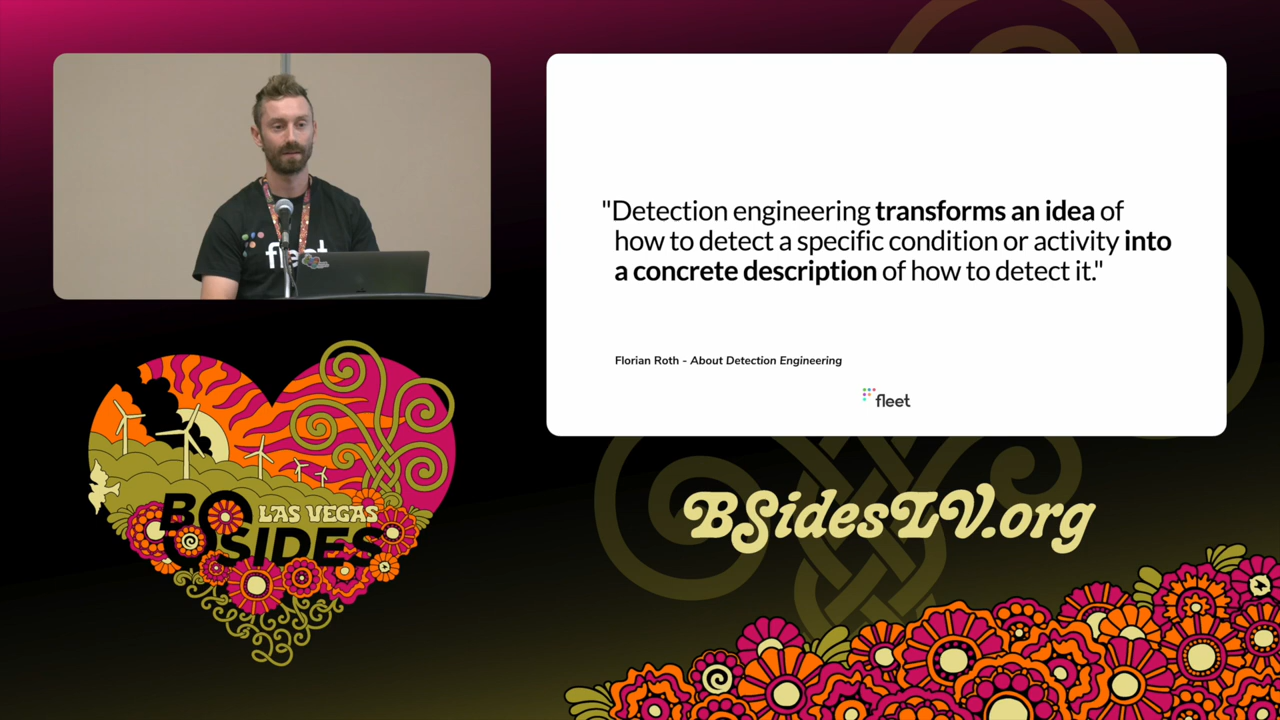 fleet
"Detection engineering transforms an idea of
how to detect a specific condition or activity into
a concrete description of how to detect it."
Florian Roth - About Detection Engineering
fleet
BSIDES
LAS VEGAS
23
BSidesLV.org